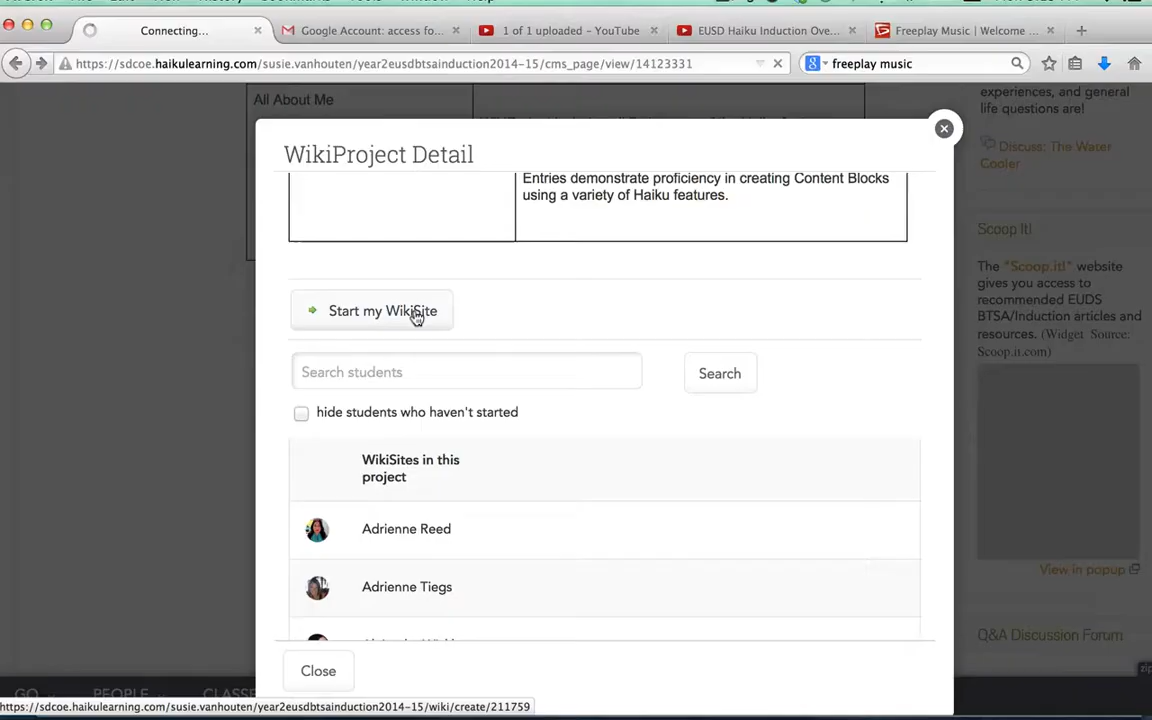 Connecting...
Google Account: access fo...
1 of 1 uploaded - YouTube
EUSD Haiku Induction Ove...
Freeplay Music | Welcome ...
https://sdcoe.haikulearning.com/susie.vanhouten/year2eusdbtsainduction2014-15/cms_page/view/14123331
freeplay music
All About Me
experiences, and general
life questions are!
Discuss: The Water
Cooler
WikiProject Detail
Entries demonstrate proficiency in creating Content Blocks
using a variety of Haiku features.
Scoop It!
The "Scoop.it!" website
gives you access to
recommended EUDS
BTSA/Induction articles and
resources. (Widget Source:
Scoop.it.com)
Start my WikiSite
Search students
Search
hide students who haven't started
WikiSites in this
project
Adrienne Reed
Adrienne Tiegs
View in popup
Q&A Discussion Forum
Close
GO
PEOPLE
CLASSE
https://sdcoe.haikulearning.com/susie.vanhouten/year2eusdbtsainduction2014-15/wiki/create/211759